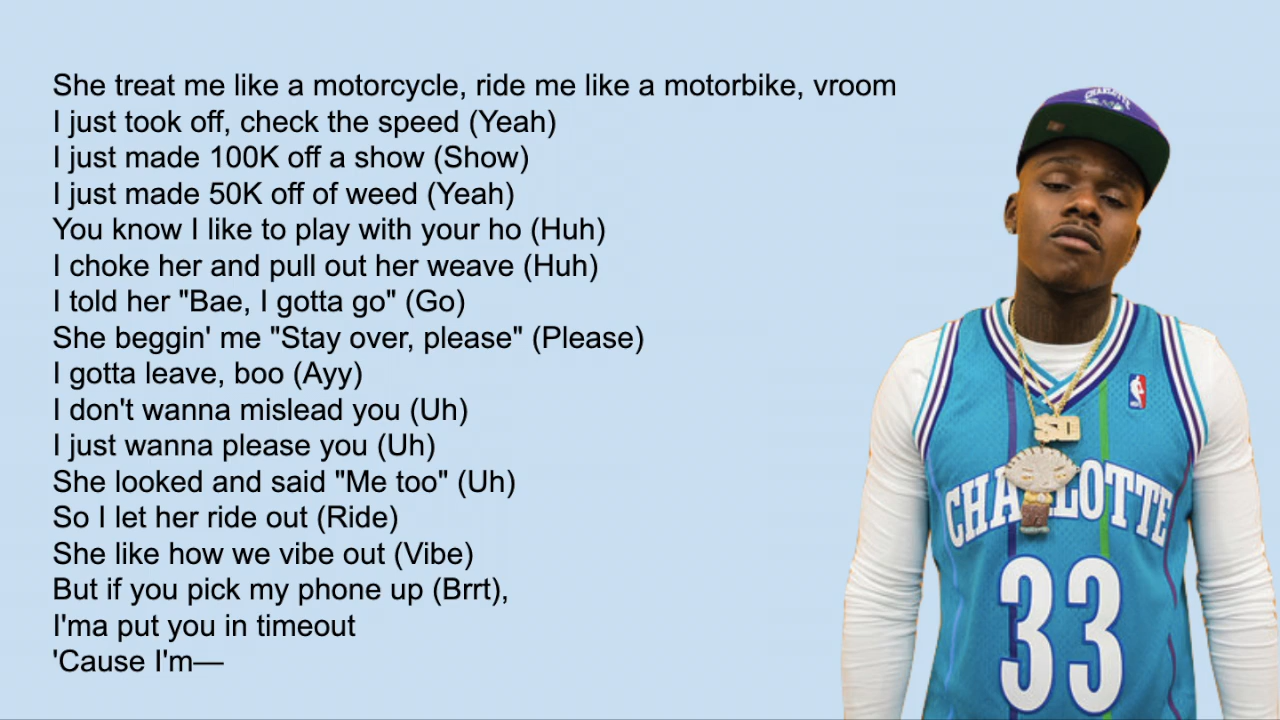 She treat me like a motorcycle, ride me like a motorbike, vroom
I just took off, check the speed (Yeah)
I just made 100K off a show (Show)
I just made 50K off of weed (Yeah)
You know I like to play with your ho (Huh)
I choke her and pull out her weave (Huh)
I told her "Bae, I gotta go" (Go)
She beggin' me "Stay over, please" (Please)
I gotta leave, boo (Ayy)
I don't wanna mislead you (Uh)
I just wanna please you (Uh)
She looked and said "Me too" (Uh)
So I let her ride out (Ride)
She like how we vibe out (Vibe)
But if you pick my phone up (Brrt),
I'ma put you in timeout
'Cause I'm—
CHARLOTTE
CHARLOTTE
33